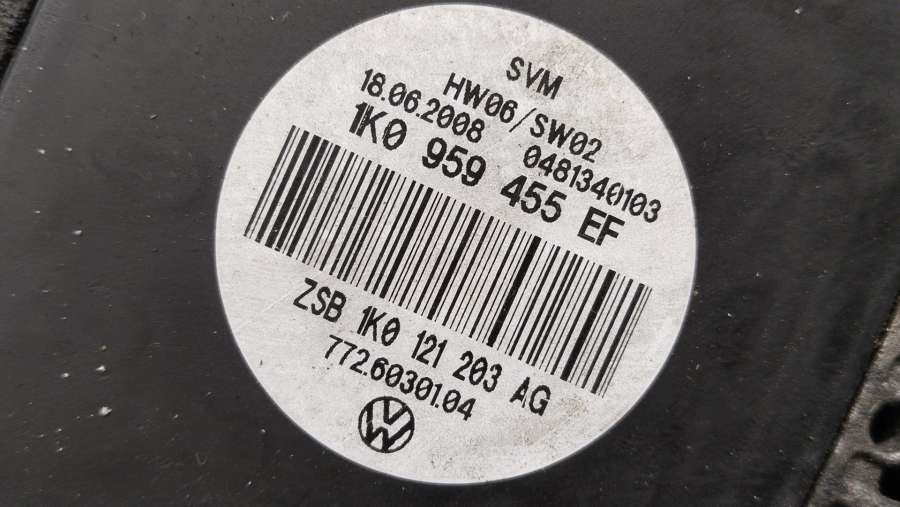 SVM
HW06/SW02
18.06.2008 0481340103
1K0 959 455 EF
ZSB 1K0 121 203 AG
772.60301.04